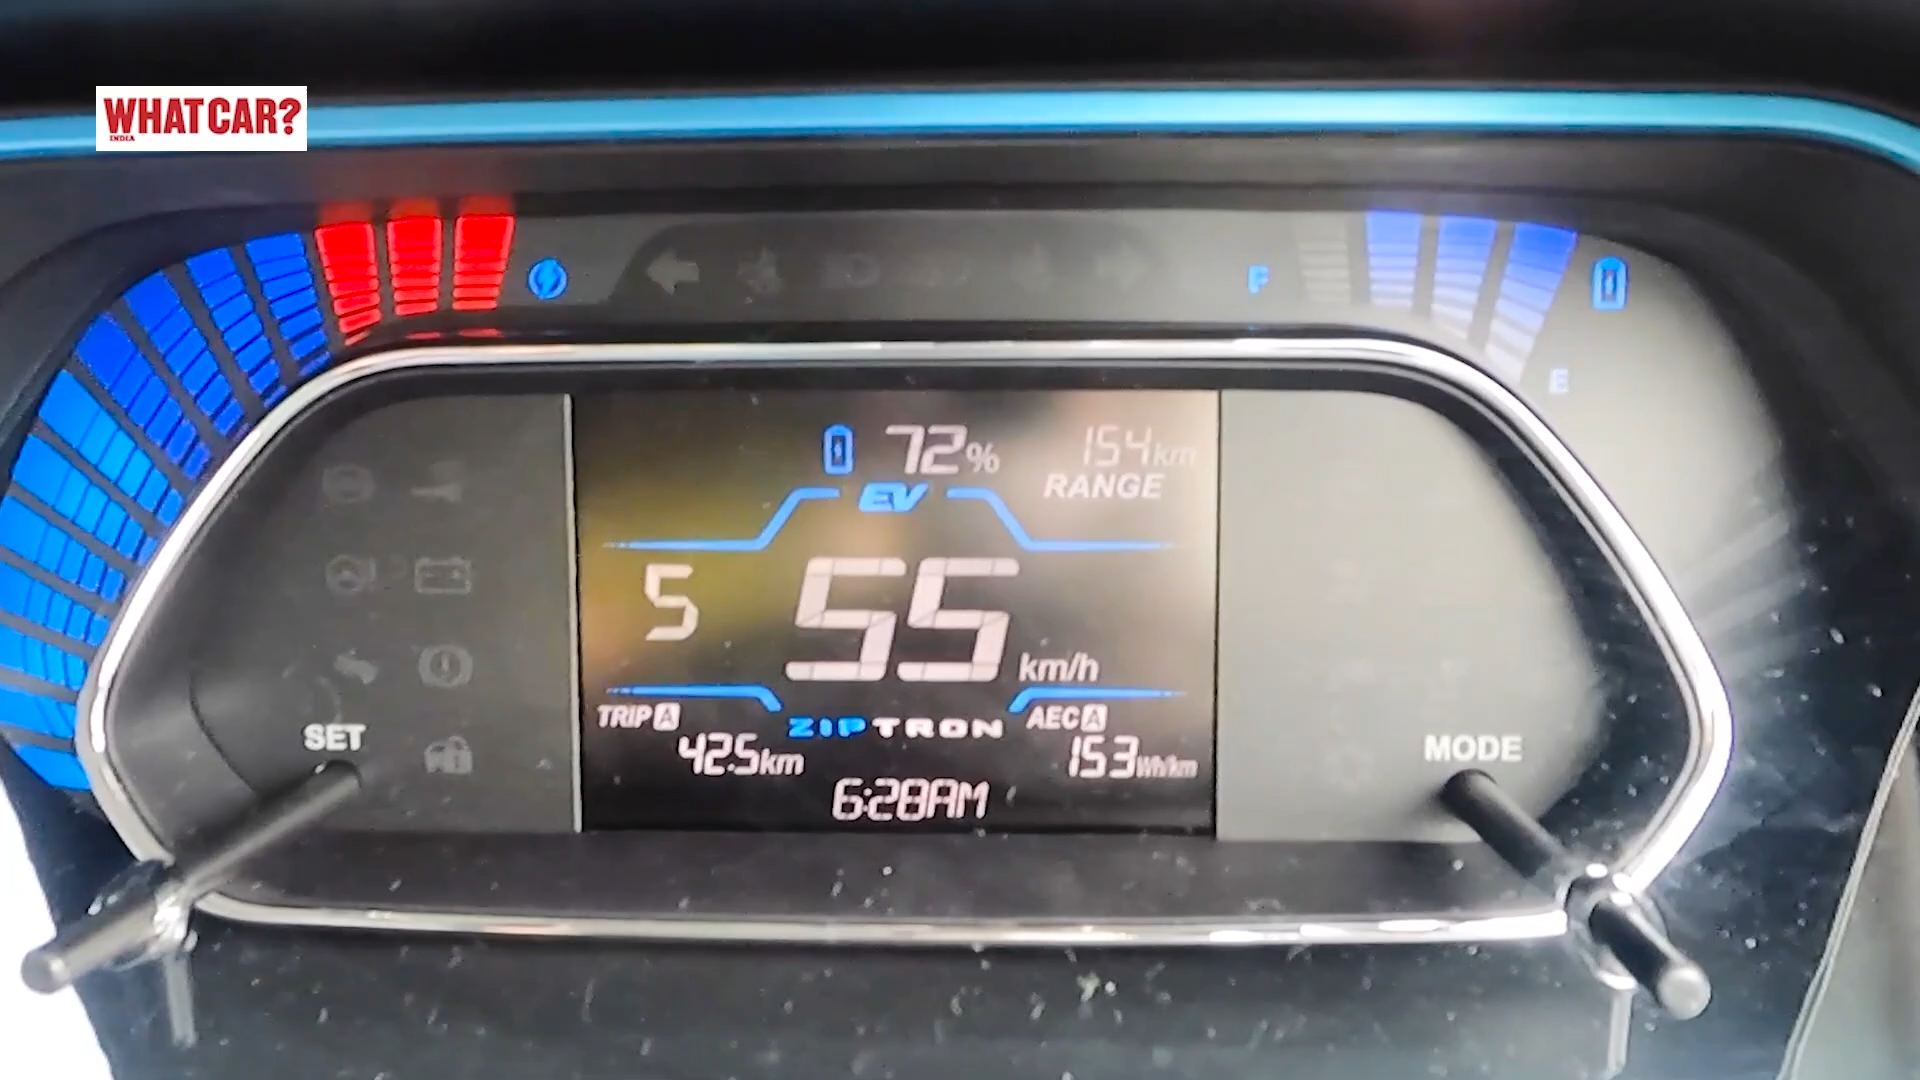 WHAT CAR?
INDIA
F
E
72%
154km
RANGE
EV
5
55 km/h
TRIP A
42.5km
ZIPTRON
AEC A
153Wh/km
6:28AM
SET
MODE